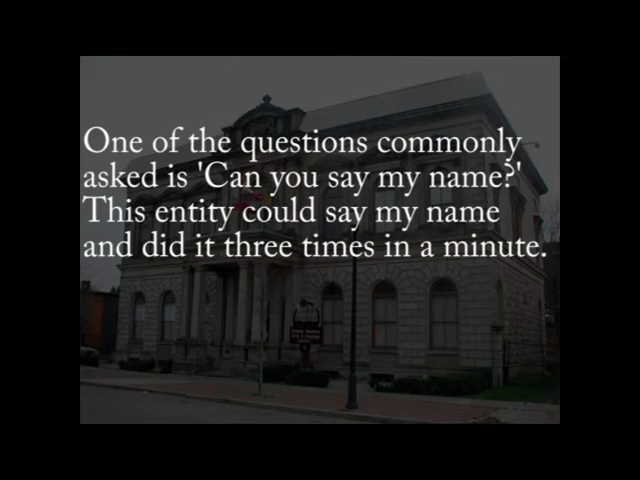 One of the questions commonly
asked is 'Can you say my name?'
This entity could say my name
and did it three times in a minute.